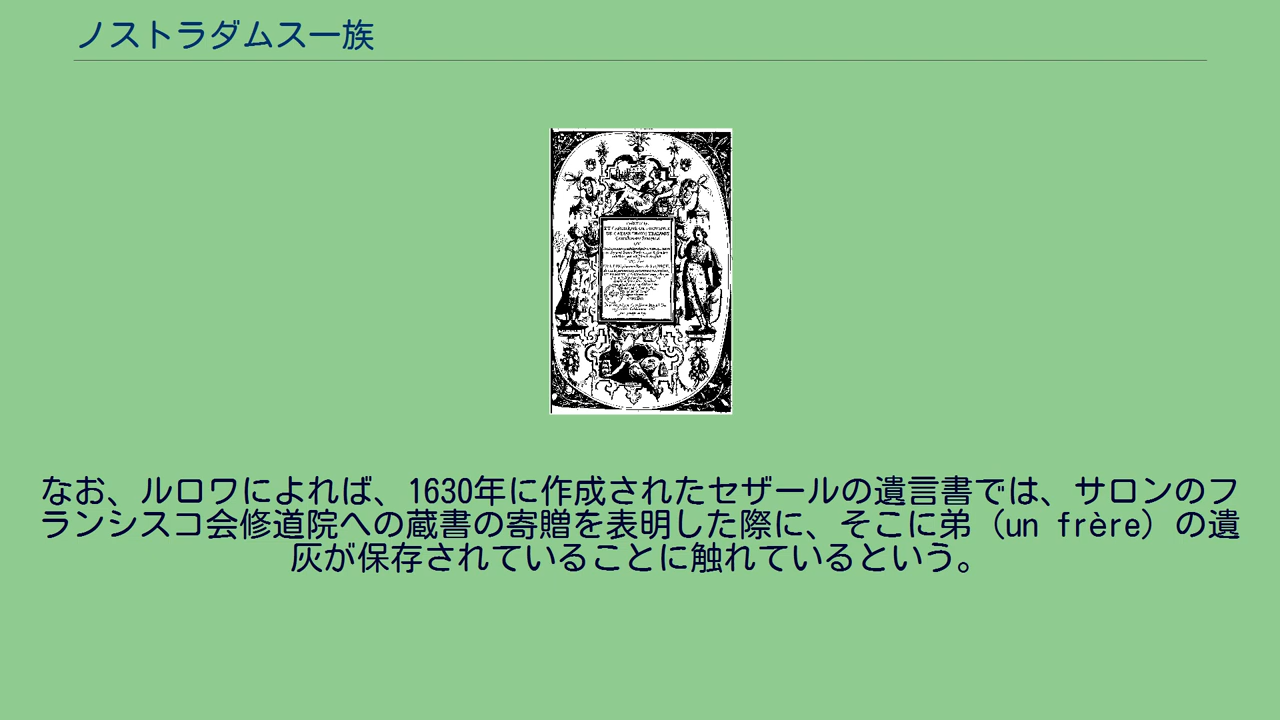 ノストラダムス一族
なお、ルロワによれば、1630年に作成されたセザールの遺言書では、サロンのフ
ランシスコ会修道院への蔵書の寄贈を表明した際に、そこに弟（un frère）の遺
灰が保存されていることに触れているという。